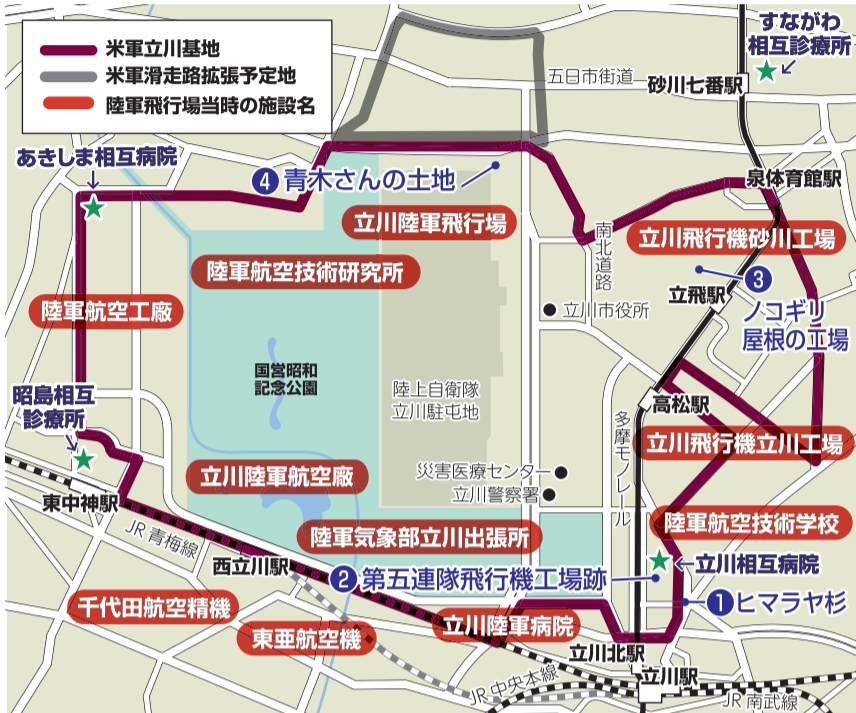 米軍立川基地
米軍滑走路拡張予定地
陸軍飛行場当時の施設名
すながわ
相互診療所
五日市街道
砂川七番駅
あきしま相互病院
❹青木さんの土地
泉体育館駅
立川陸軍飛行場
南北道路
立川飛行機砂川工場
陸軍航空技術研究所
❸
ノコギリ
屋根の工場
立飛駅
陸軍航空工廠
立川市役所
国営昭和
記念公園
陸上自衛隊
立川駐屯地
昭島相互
診療所
高松駅
多摩モノレール
立川飛行機立川工場
災害医療センター
立川警察署
立川陸軍航空廠
東中神駅
陸軍航空技術学校
JR青梅線
陸軍気象部立川出張所
西立川駅
❷第五連隊飛行機工場跡
立川相互病院
❶ヒマラヤ杉
千代田航空精機
東亜航空機
立川陸軍病院
立川北駅
立川駅
JR中央本線
JR南武線